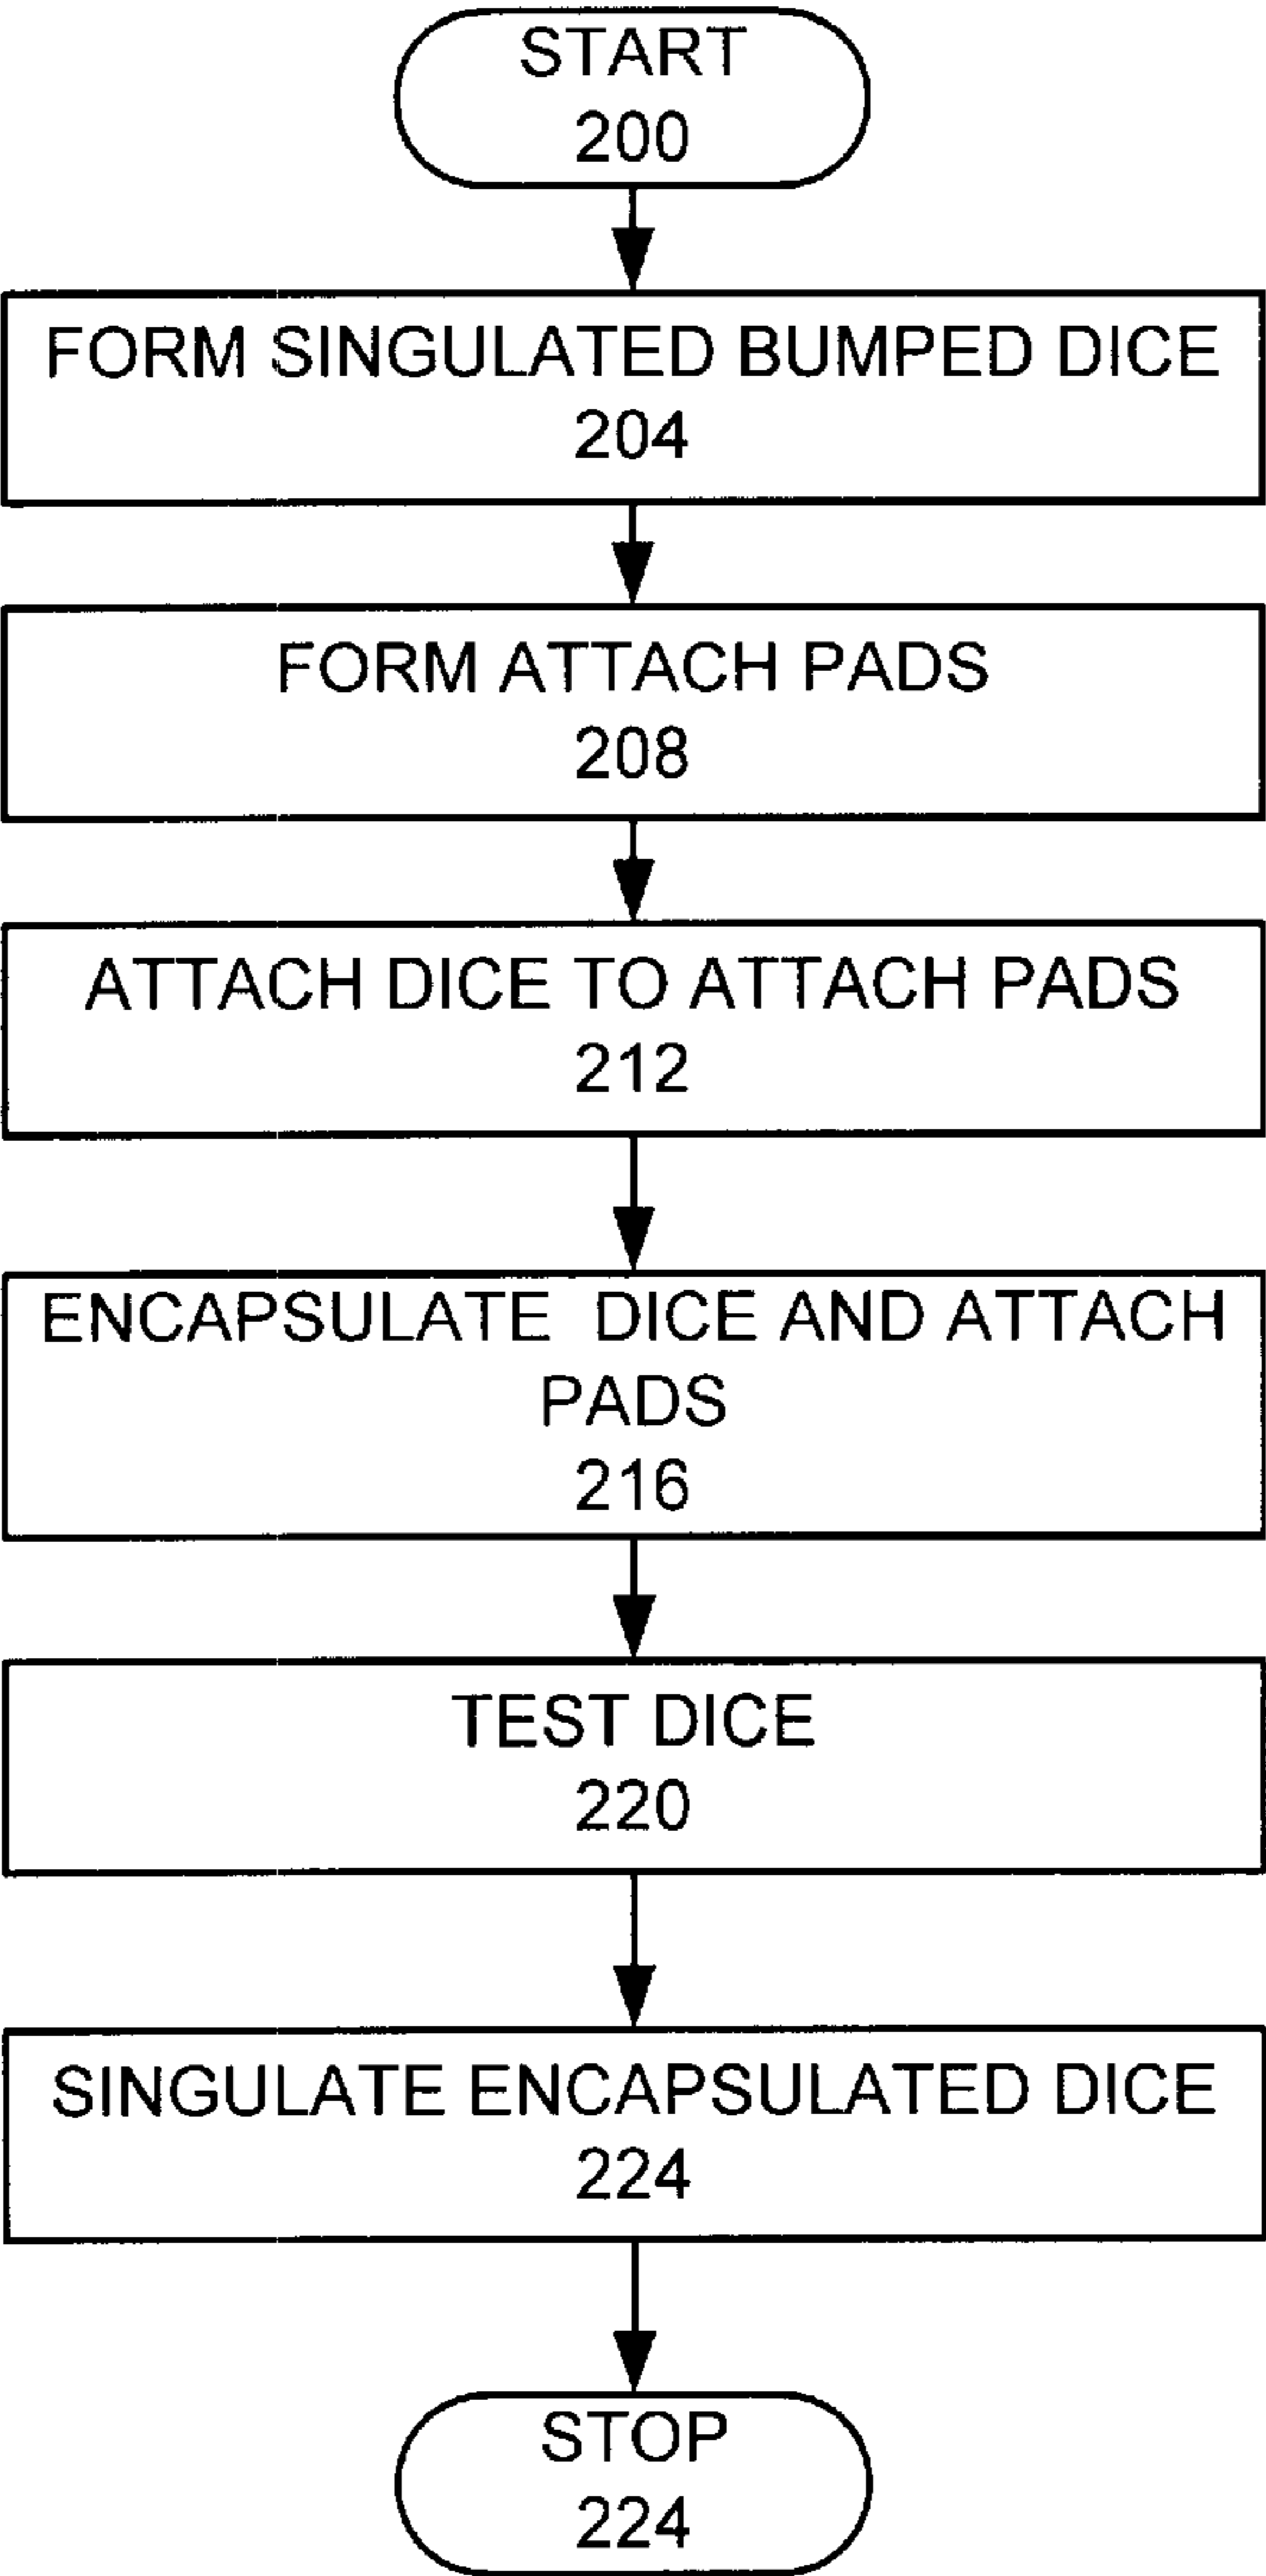 START
200
FORM SINGULATED BUMPED DICE
204
FORM ATTACH PADS
208
ATTACH DICE TO ATTACH PADS
212
ENCAPSULATE DICE AND ATTACH
PADS
216
TEST DICE
220
SINGULATE ENCAPSULATED DICE
224
STOP
224